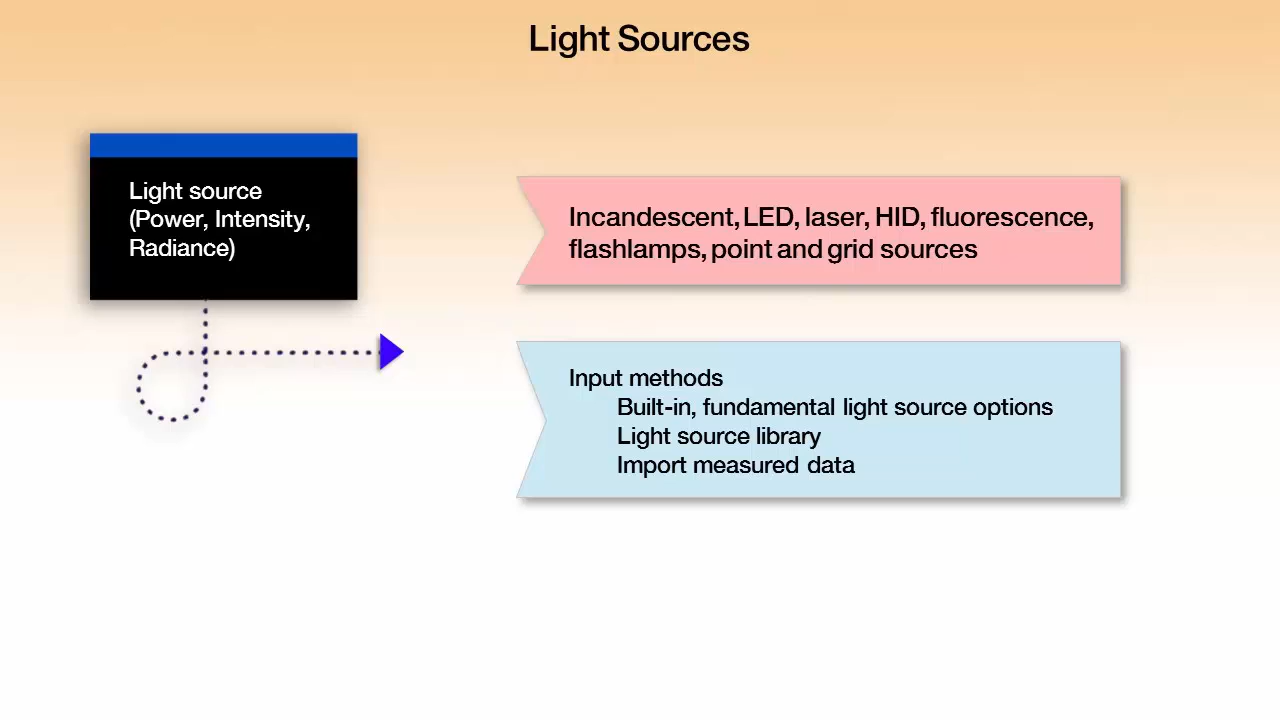 Light Sources
Light source
(Power, Intensity,
Radiance)
Incandescent, LED, laser, HID, fluorescence,
flashlamps, point and grid sources
Input methods
Built-in, fundamental light source options
Light source library
Import measured data